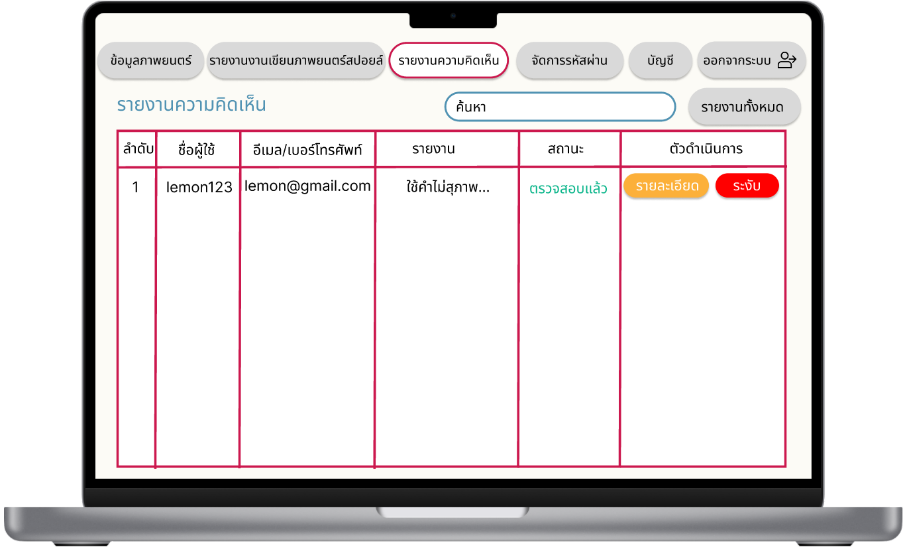 ข้อมูลภาพยนตร์ รายงานงานเขียนภาพยนตร์สปอยส์ รายงานความคิดเห็น จัดการรหัสผ่าน บัญชี ออกจากระบบ
รายงานความคิดเห็น ค้นหา รายงานทั้งหมด
ลำดับ ชื่อผู้ใช้ อีเมล/เบอร์โทรศัพท์ รายงาน สถานะ ตัวดำเนินการ
1 lemon123 lemon@gmail.com ใช้คำไม่สุภาพ... ตรวจสอบแล้ว รายละเอียด ระงับ